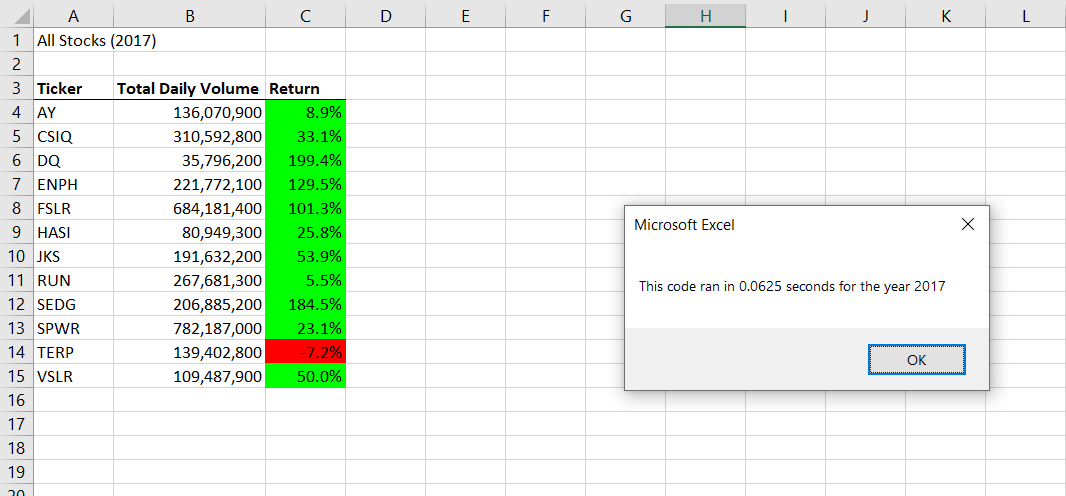 A B C D E F G H I J K L
1 All Stocks (2017)
2
3 Ticker Total Daily Volume Return
4 AY 136,070,900 8.9%
5 CSIQ 310,592,800 33.1%
6 DQ 35,796,200 199.4%
7 ENPH 221,772,100 129.5%
8 FSLR 684,181,400 101.3%
9 HASI 80,949,300 25.8%
10 JKS 191,632,200 53.9%
11 RUN 267,681,300 5.5%
12 SEDG 206,885,200 184.5%
13 SPWR 782,187,000 23.1%
14 TERP 139,402,800 -7.2%
15 VSLR 109,487,900 50.0%
16
17
18
19
20
Microsoft Excel
This code ran in 0.0625 seconds for the year 2017
OK